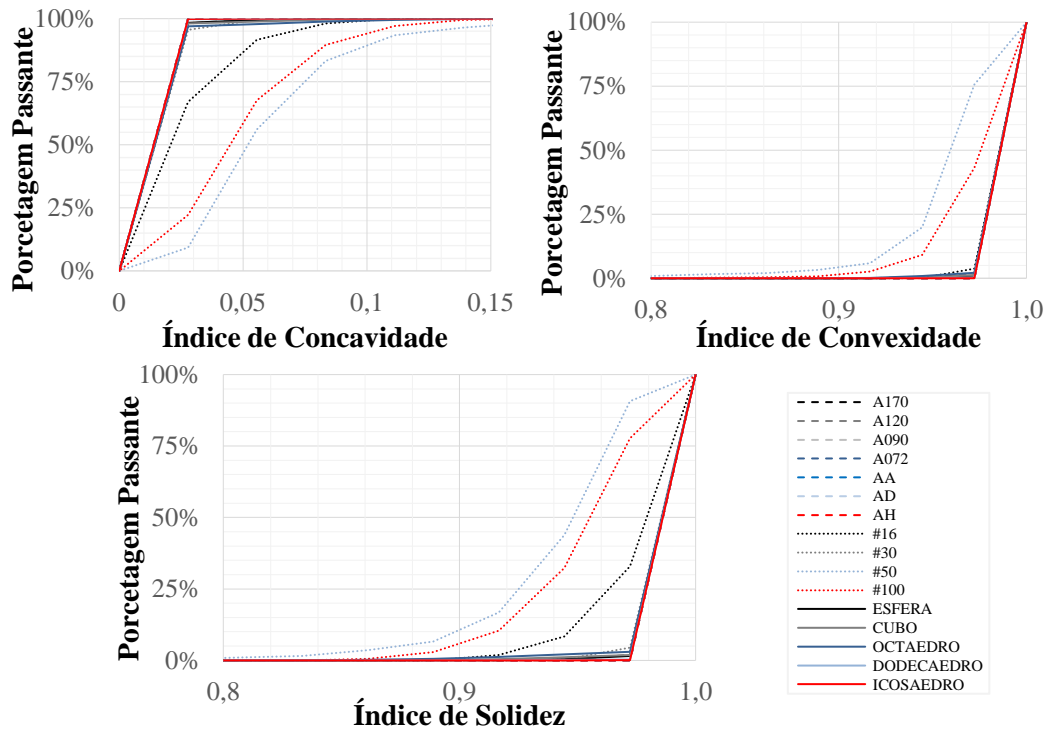 Porcetagem Passante
100%
75%
50%
25%
0%
0 0,05 0,1 0,15
Índice de Concavidade
Porcetagem Passante
100%
75%
50%
25%
0%
0,8 0,9 1,0
Índice de Convexidade
Porcetagem Passante
100%
75%
50%
25%
0%
0,8 0,9 1,0
Índice de Solidez
A170
A120
A090
A072
AA
AD
AH
#16
#30
#50
#100
ESFERA
CUBO
OCTAEDRO
DODECAEDRO
ICOSAEDRO